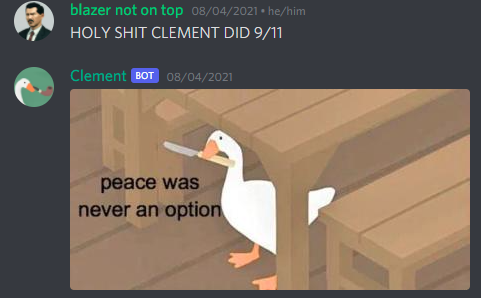 blazer not on top 08/04/2021 • he/him
HOLY SHIT CLEMENT DID 9/11
Clement BOT 08/04/2021
peace was
never an option